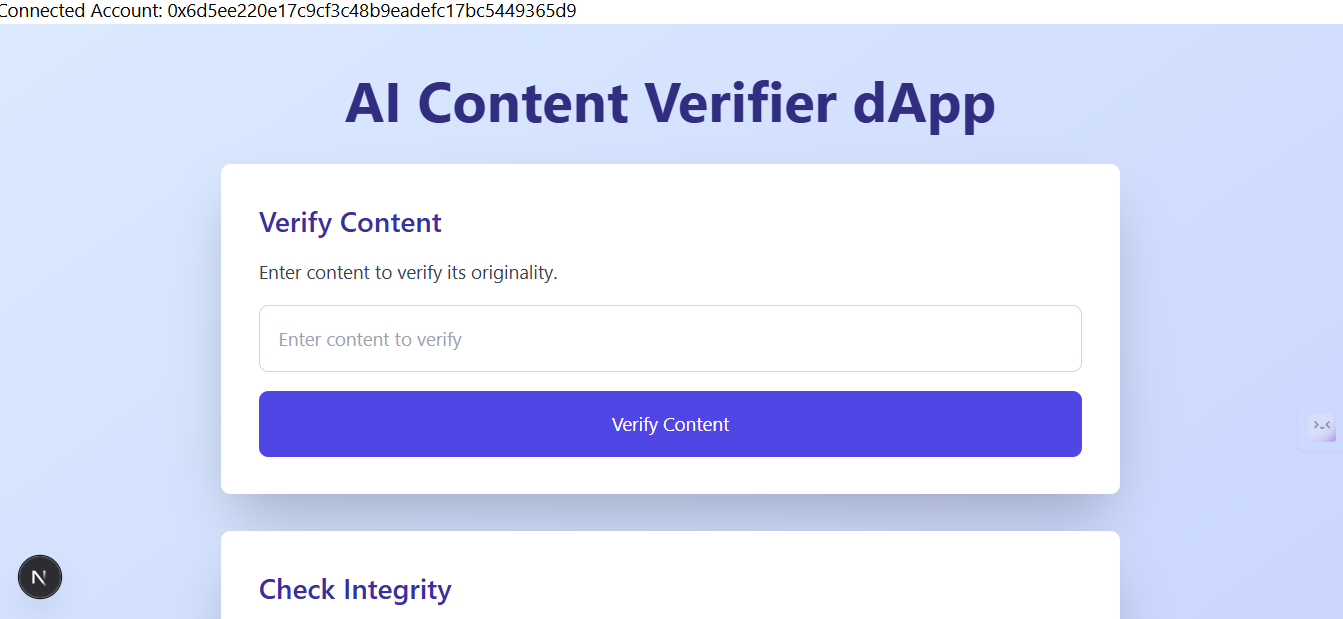 Connected Account: 0x6d5ee220e17c9cf3c48b9eadefc17bc5449365d9
AI Content Verifier dApp
Verify Content
Enter content to verify its originality.
Enter content to verify
Verify Content
N
Check Integrity